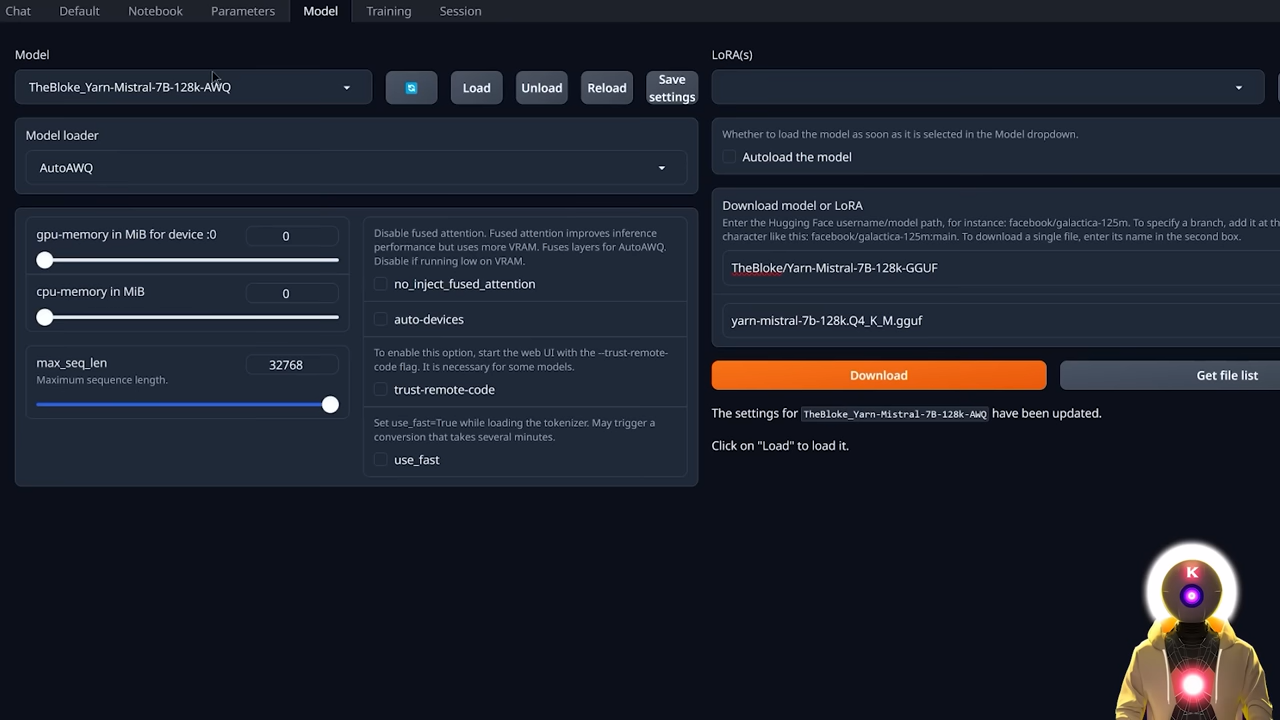 Chat Default Notebook Parameters Model Training Session
Model
TheBloke_Yarn-Mistral-7B-128k-AWQ
Load
Unload
Reload
Save
settings
Model loader
AutoAWQ
gpu-memory in MiB for device :0
0
cpu-memory in MiB
0
max_seq_len
32768
Maximum sequence length.
Disable fused attention. Fused attention improves inference
performance but uses more VRAM. Fuses layers for AutoAWQ.
Disable if running low on VRAM.
no_inject_fused_attention
auto-devices
To enable this option, start the web UI with the --trust-remote-
code flag. It is necessary for some models.
trust-remote-code
Set use_fast=True while loading the tokenizer. May trigger a
conversion that takes several minutes.
use_fast
LoRA(s)
Whether to load the model as soon as it is selected in the Model dropdown.
Autoload the model
Download model or LoRA
Enter the Hugging Face username/model path, for instance: facebook/galactica-125m. To specify a branch, add it at th
character like this: facebook/galactica-125m:main. To download a single file, enter its name in the second box.
TheBloke/Yarn-Mistral-7B-128k-GGUF
yarn-mistral-7b-128k.Q4_K_M.gguf
Download
Get file list
The settings for TheBloke_Yarn-Mistral-7B-128k-AWQ have been updated.
Click on "Load" to load it.
K